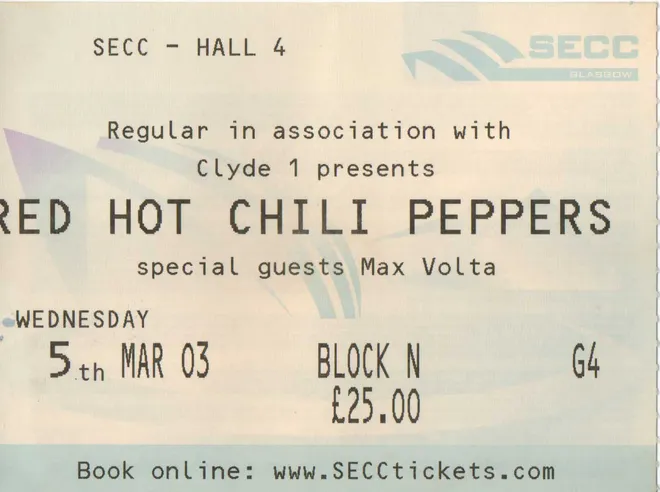 SECC - HALL 4
SECC
GLASGOW
Regular in association with
Clyde 1 presents
RED HOT CHILI PEPPERS
special guests Max Volta
WEDNESDAY
5th MAR 03 BLOCK N G4
£25.00
Book online: www.SECCtickets.com